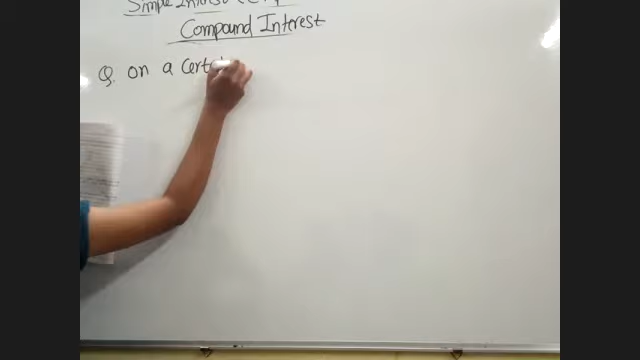 Simple Interest
Compound Interest
Q. on a Cert